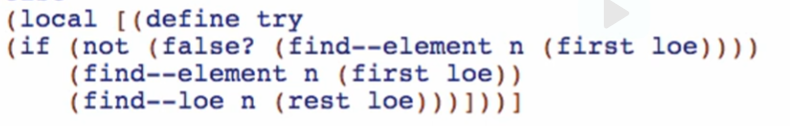 (local [(define try
(if (not (false? (find--element n (first loe))))
(find--element n (first loe))
(find--loe n (rest loe)))]))]